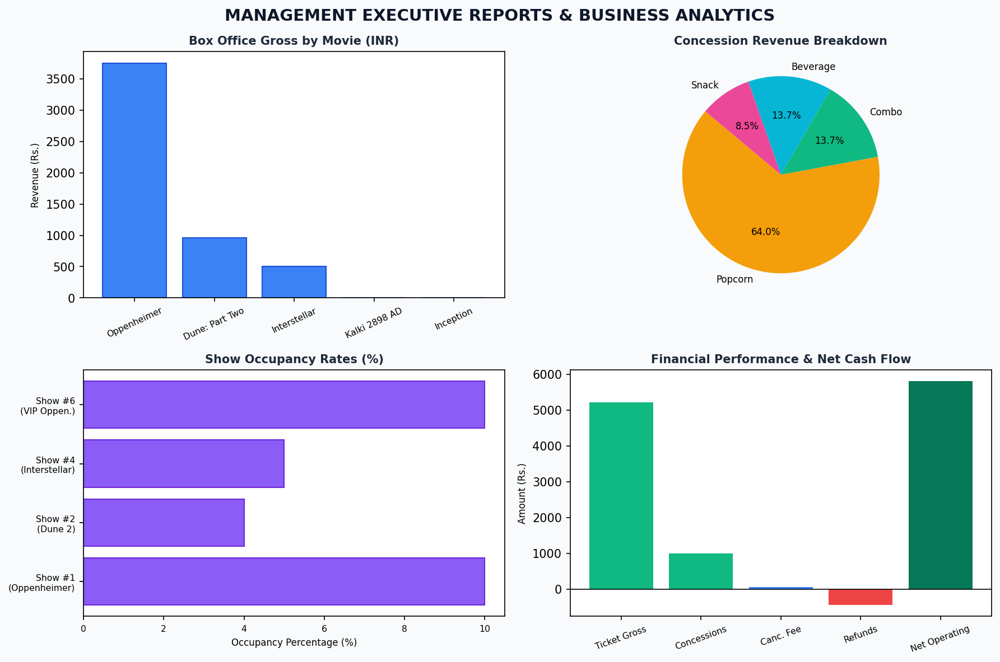 MANAGEMENT EXECUTIVE REPORTS & BUSINESS ANALYTICS
Box Office Gross by Movie (INR)
Revenue (Rs.)
3500
3000
2500
2000
1500
1000
500
0
Oppenheimer
Dune: Part Two
Interstellar
Kalki 2898 AD
Inception
Concession Revenue Breakdown
Beverage
Snack
Combo
13.7%
8.5%
13.7%
64.0%
Popcorn
Show Occupancy Rates (%)
Show #6
(VIP Oppen.)
Show #4
(Interstellar)
Show #2
(Dune 2)
Show #1
(Oppenheimer)
0 2 4 6 8 10
Occupancy Percentage (%)
Financial Performance & Net Cash Flow
Amount (Rs.)
6000
5000
4000
3000
2000
1000
0
Ticket Gross
Concessions
Canc. Fee
Refunds
Net Operating